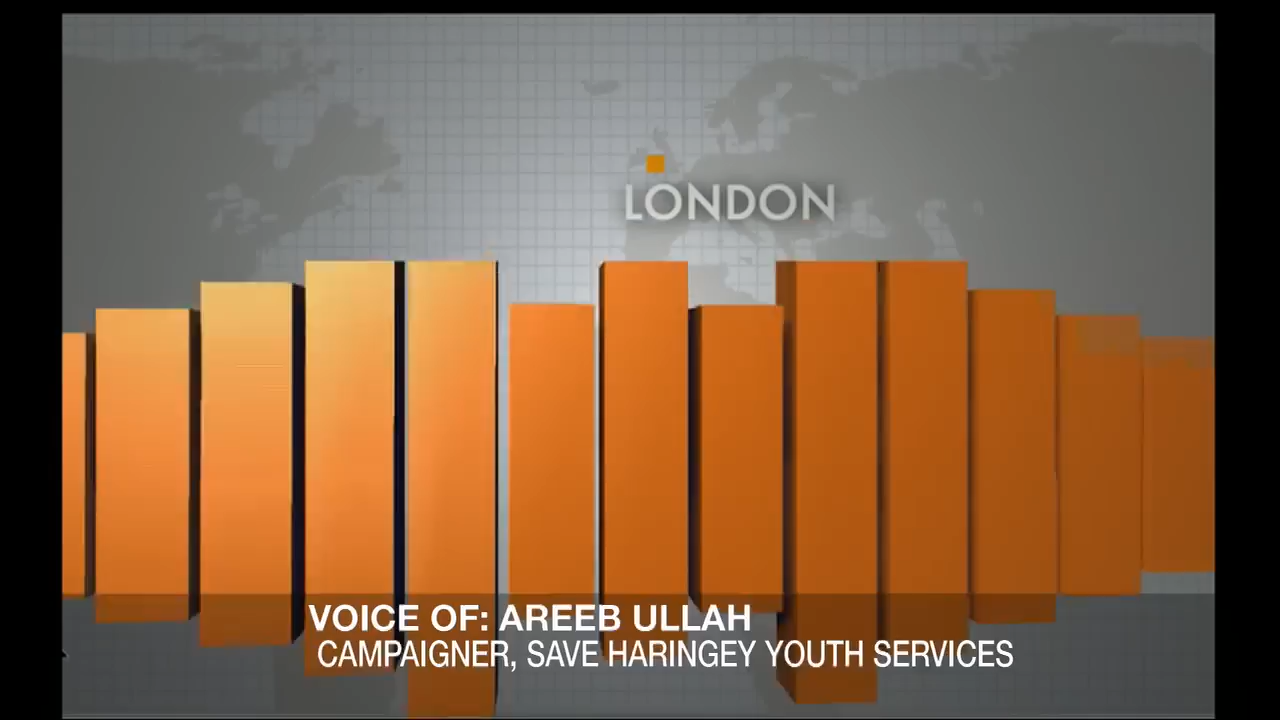 LONDON
VOICE OF: AREEB ULLAH
CAMPAIGNER, SAVE HARINGEY YOUTH SERVICES